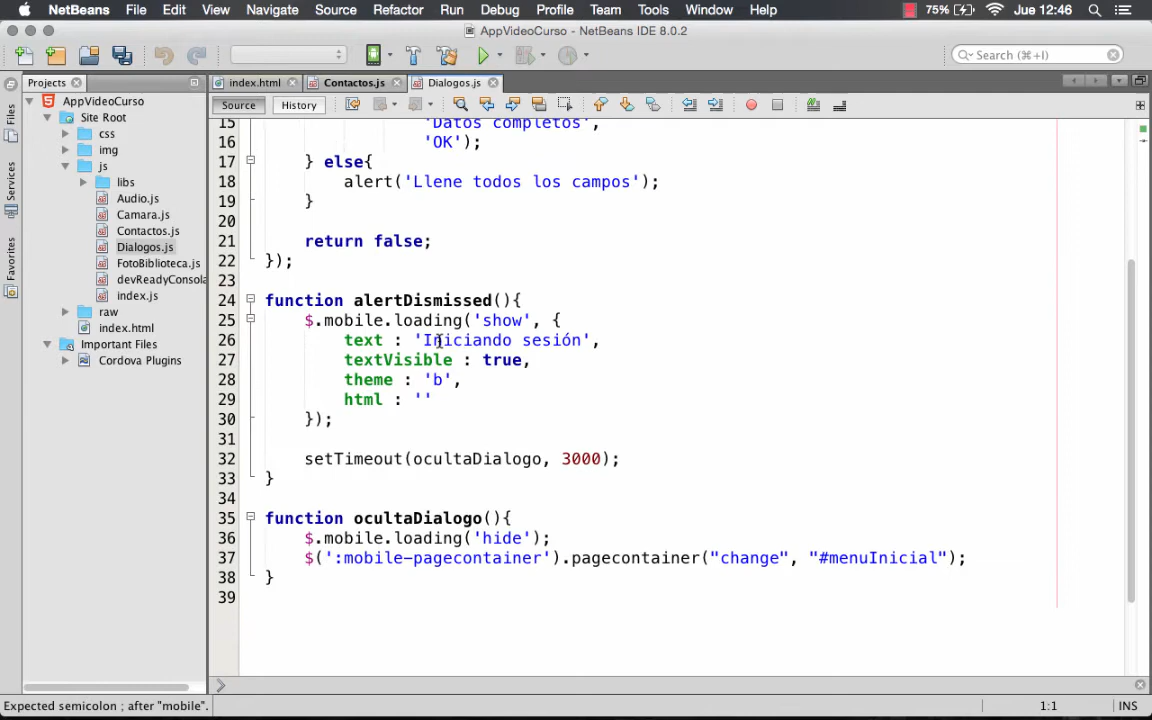 NetBeans File Edit View Navigate Source Refactor Run Debug Profile Team Tools Window Help 75% Jue 12:46
AppVideoCurso - NetBeans IDE 8.0.2
Search (⌘+I)
Projects
index.html Contactos.js Dialogos.js
Source History
Files
Services
Favorites
AppVideoCurso
Site Root
css
img
js
libs
Audio.js
Camara.js
Contactos.js
Dialogos.js
FotoBiblioteca.js
devReadyConsola
index.js
raw
index.html
Important Files
Cordova Plugins
15 'Datos completos',
16 'OK');
17 } else{
18 alert('Llene todos los campos');
19 }
20
21 return false;
22 });
23
24 function alertDismissed(){
25 $.mobile.loading('show', {
26 text : 'Iniciando sesión',
27 textVisible : true,
28 theme : 'b',
29 html : ''
30 });
31
32 setTimeout(ocultaDialogo, 3000);
33 }
34
35 function ocultaDialogo(){
36 $.mobile.loading('hide');
37 $(':mobile-pagecontainer').pagecontainer("change", "#menuInicial");
38 }
39
Expected semicolon ; after "mobile". 1:1 INS